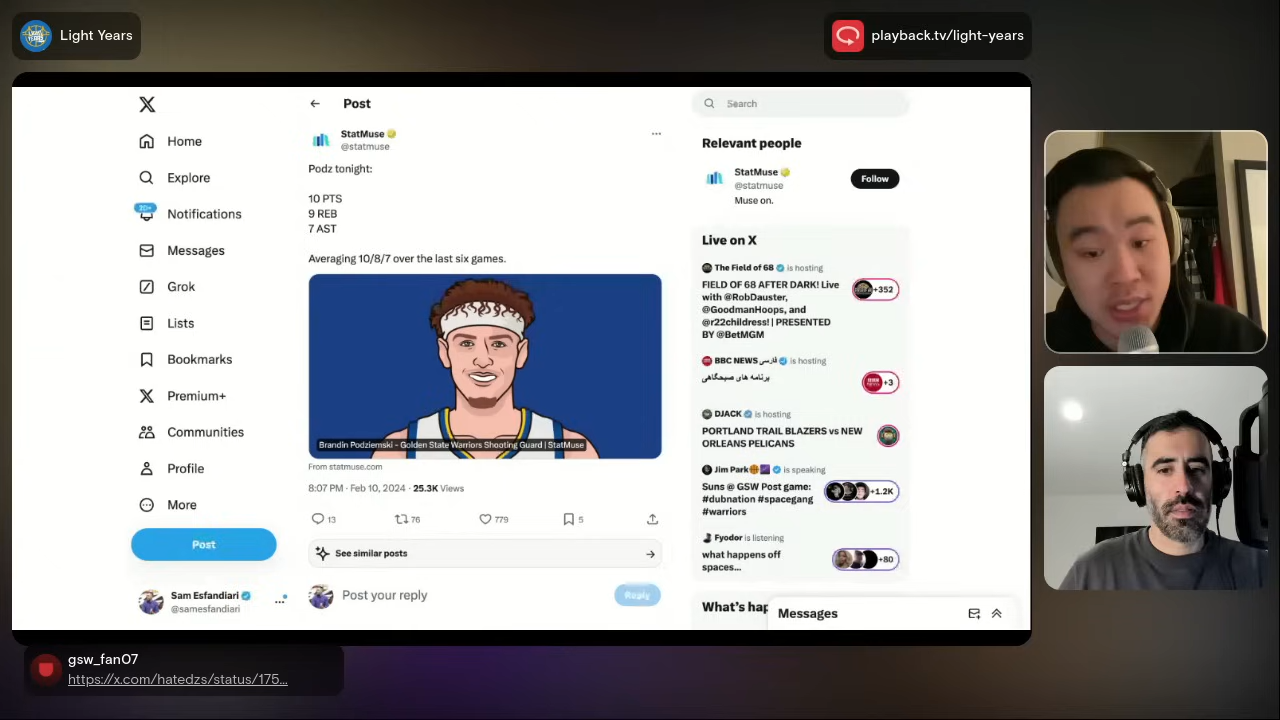 Light Years
playback.tv/light-years
Home
Explore
20+
Notifications
Messages
Grok
Lists
Bookmarks
Premium+
Communities
Profile
More
Post
Sam Esfandiari
@samesfandiari
Post
StatMuse
@statmuse
Podz tonight:
10 PTS
9 REB
7 AST
Averaging 10/8/7 over the last six games.
Brandin Podziemski - Golden State Warriors Shooting Guard | StatMuse
From statmuse.com
8:07 PM · Feb 10, 2024 · 25.3K Views
13
76
779
5
See similar posts
Post your reply
Reply
Search
Relevant people
StatMuse
@statmuse
Follow
Muse on.
Live on X
The Field of 68 is hosting
FIELD OF 68 AFTER DARK! Live
with @RobDauster,
@GoodmanHoops, and
@r22childress! | PRESENTED
BY @BetMGM
+352
BBC NEWS فارسی is hosting
برنامه های صبحگاهی
+3
DJACK is hosting
PORTLAND TRAIL BLAZERS vs NEW
ORLEANS PELICANS
Jim Park is speaking
Suns @ GSW Post game:
#dubnation #spacegang
#warriors
+1.2K
Fyodor is listening
what happens off
spaces...
+80
What's hap
Messages
gsw_fan07
https://x.com/hatedzs/status/175...